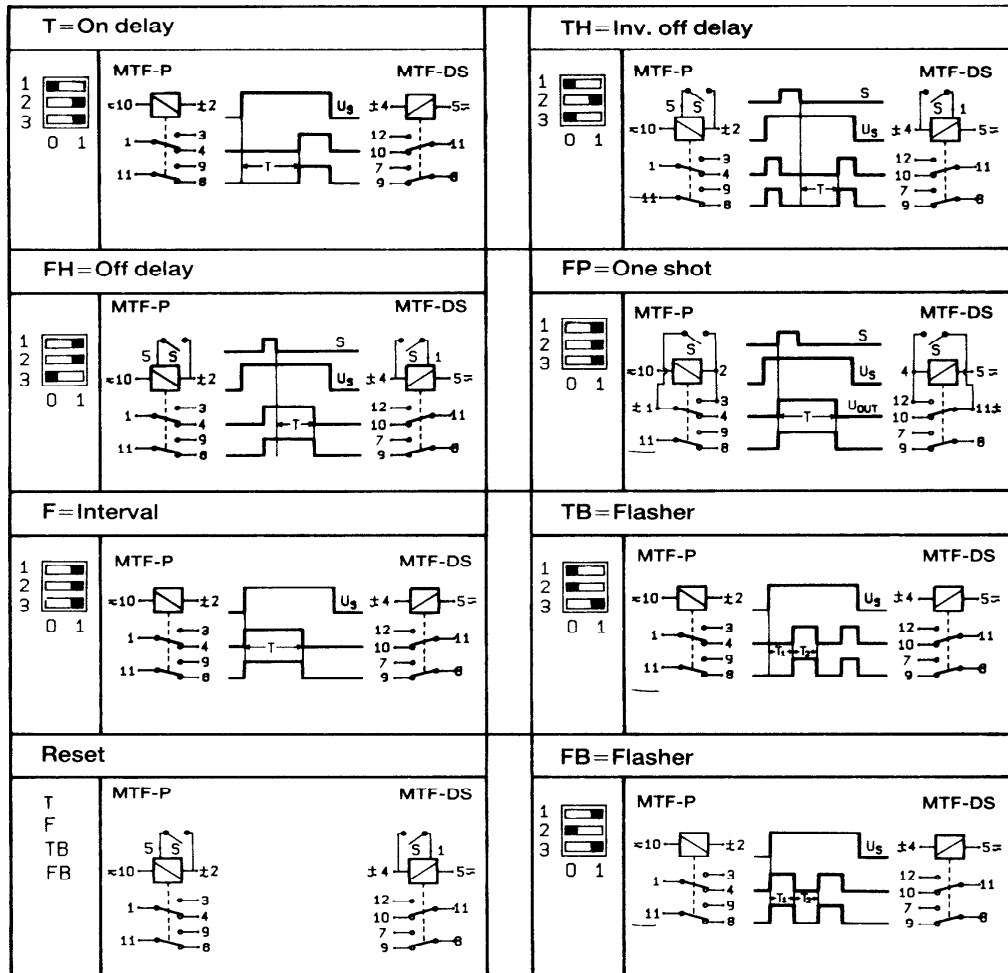 T=On delay
MTF-P MTF-DS
1
2
3
0 1
≂10 ±2 Us ±4 5≂
1 3 4 T 12 10 11
11 9 8 7 9 8
TH=Inv. off delay
MTF-P MTF-DS
1
2
3
0 1
5 S S S 1
≂10 ±2 Us ±4 5≂
1 3 4 12 10 11
11 9 8 T 7 9 8
FH=Off delay
MTF-P MTF-DS
1
2
3
0 1
5 S S S 1
≂10 ±2 Us ±4 5≂
1 3 4 T 12 10 11
11 9 8 7 9 8
FP=One shot
MTF-P MTF-DS
1
2
3
0 1
S S S
≂10 2 Us 4 5≂
±1 3 4 T UOUT 12 10 11±
11 9 8 7 9 8
F=Interval
MTF-P MTF-DS
1
2
3
0 1
≂10 ±2 Us ±4 5≂
1 3 4 T 12 10 11
11 9 8 7 9 8
TB=Flasher
MTF-P MTF-DS
1
2
3
0 1
≂10 ±2 Us ±4 5≂
1 3 4 T1 T2 12 10 11
11 9 8 7 9 8
Reset
T
F
TB
FB
MTF-P MTF-DS
5 S S 1
≂10 ±2 ±4 5≂
1 3 4 12 10 11
11 9 8 7 9 8
FB=Flasher
MTF-P MTF-DS
1
2
3
0 1
≂10 ±2 Us ±4 5≂
1 3 4 T1 T2 12 10 11
11 9 8 7 9 8